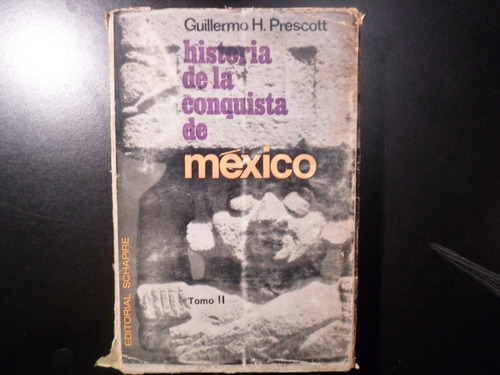 Guillermo H. Prescott
historia
de la
conquista
de
méxico
Tomo II
EDITORIAL SCHAPIRE